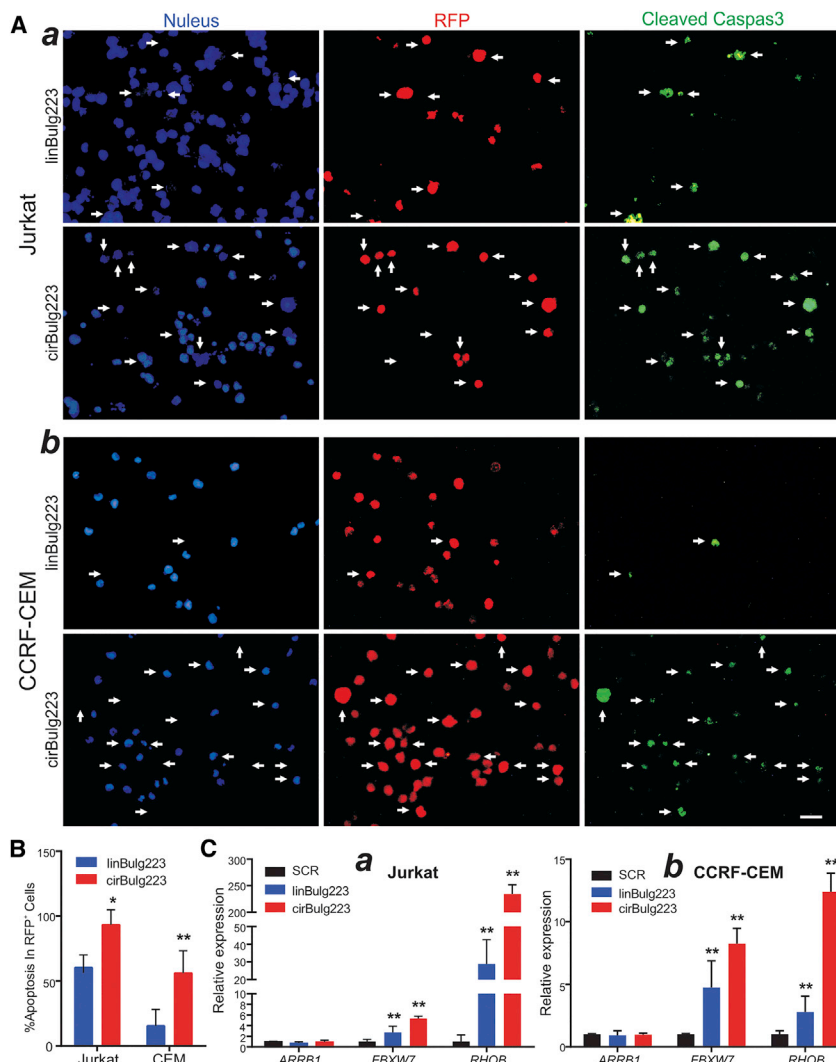 Nuleus RFP Cleaved Caspas3
A
a
linBulg223
Jurkat
cirBulg223
b
linBulg223
CCRF-CEM
cirBulg223
B
linBulg223
cirBulg223
150
100
50
0
%Apoptosis In RFP+ Cells
* **
Jurkat CEM
C
a Jurkat
SCR
linBulg223
cirBulg223
Relative expression
300
250
200
50
40
30
20
10
8
6
4
2
0
** ** ** **
ARRB1 FBXW7 RHOB
b CCRF-CEM
SCR
linBulg223
cirBulg223
Relative expression
15
10
5
0
** ** ** **
ARRB1 FBXW7 RHOB